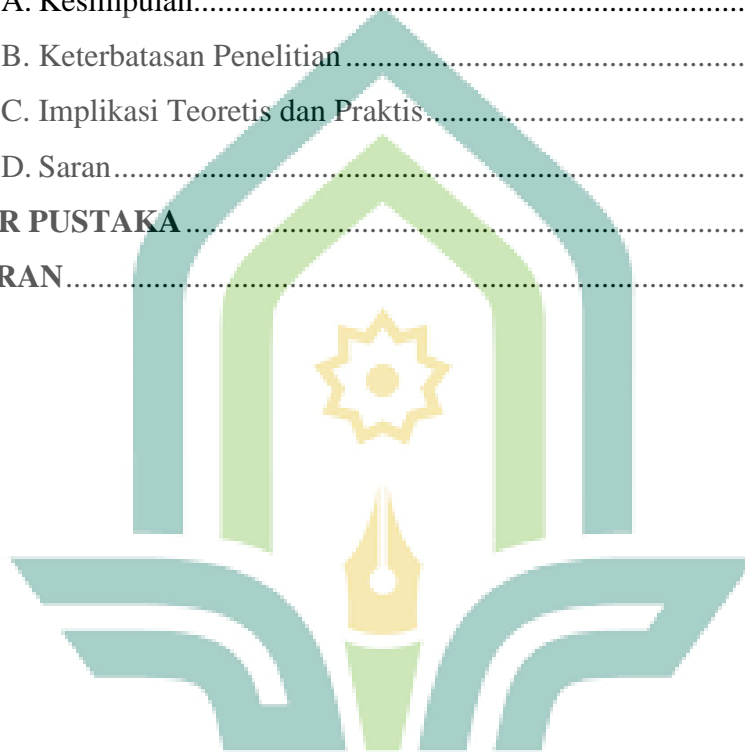 A. Kesimpulan................................................................
B. Keterbatasan Penelitian................................................
C. Implikasi Teoretis dan Praktis......................................
D. Saran..........................................................................
R PUSTAKA....................................................................
RAN................................................................................